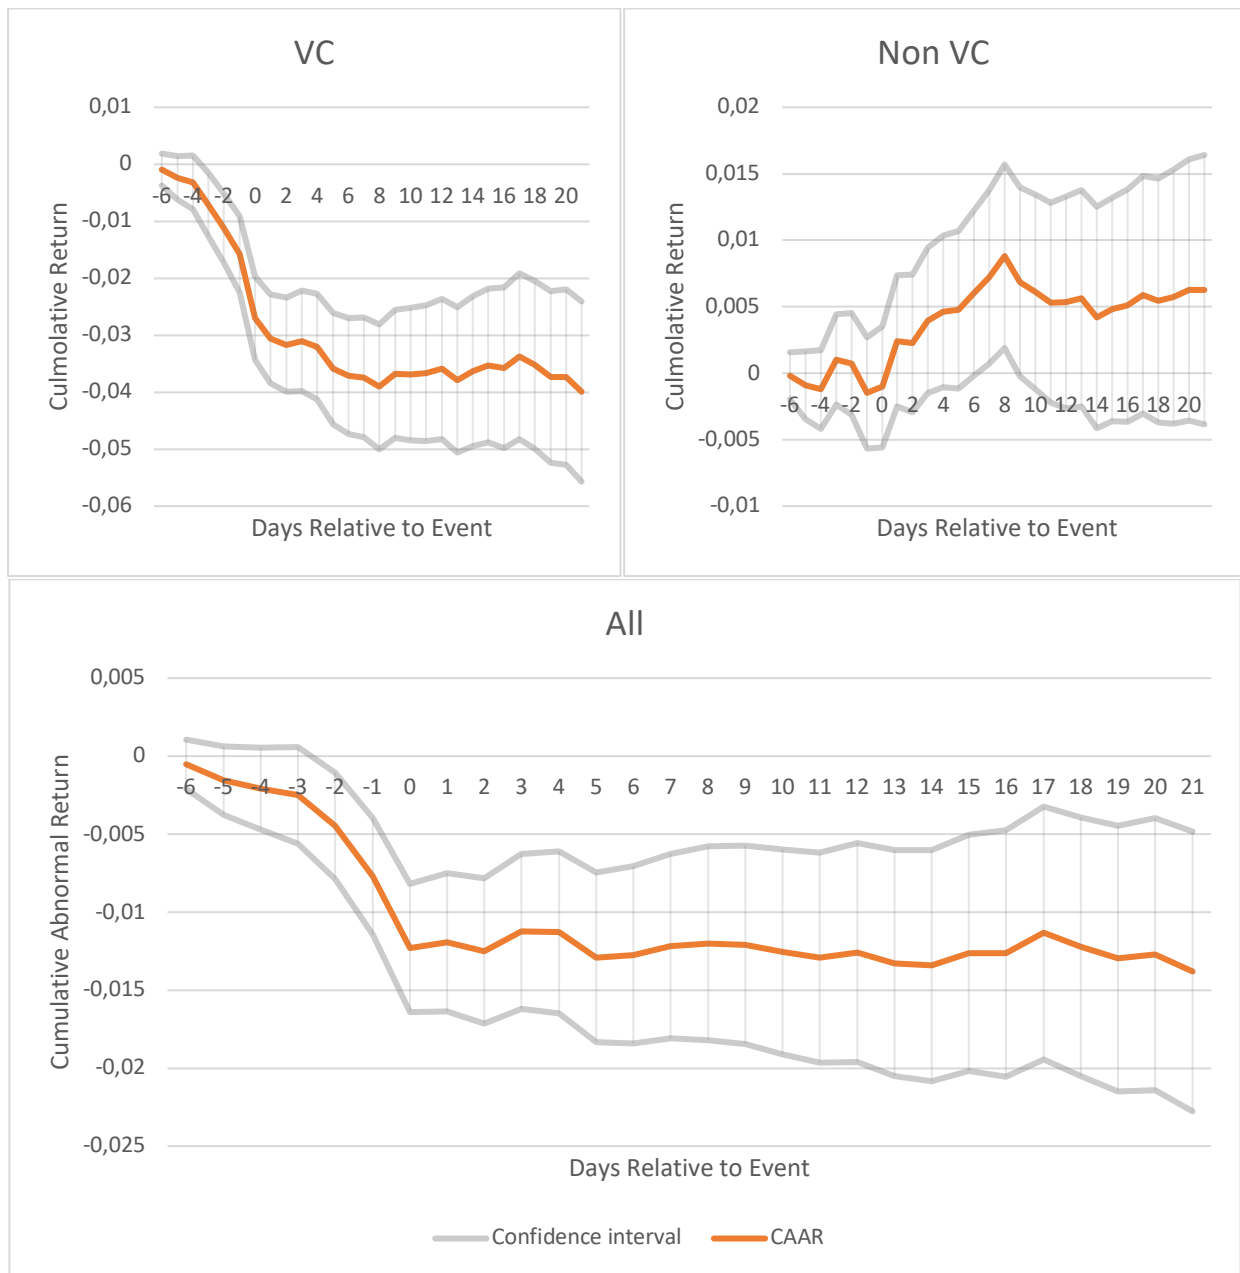 VC
0,01
0
-6 -4 -2 0 2 4 6 8 10 12 14 16 18 20
-0,01
-0,02
-0,03
-0,04
-0,05
-0,06
Culmolative Return
Days Relative to Event
Non VC
0,02
0,015
0,01
0,005
0
-6 -4 -2 0 2 4 6 8 10 12 14 16 18 20
-0,005
-0,01
Culmolative Return
Days Relative to Event
All
0,005
0
-6 -5 -4 -3 -2 -1 0 1 2 3 4 5 6 7 8 9 10 11 12 13 14 15 16 17 18 19 20 21
-0,005
-0,01
-0,015
-0,02
-0,025
Cumulative Abnormal Return
Days Relative to Event
Confidence interval CAAR